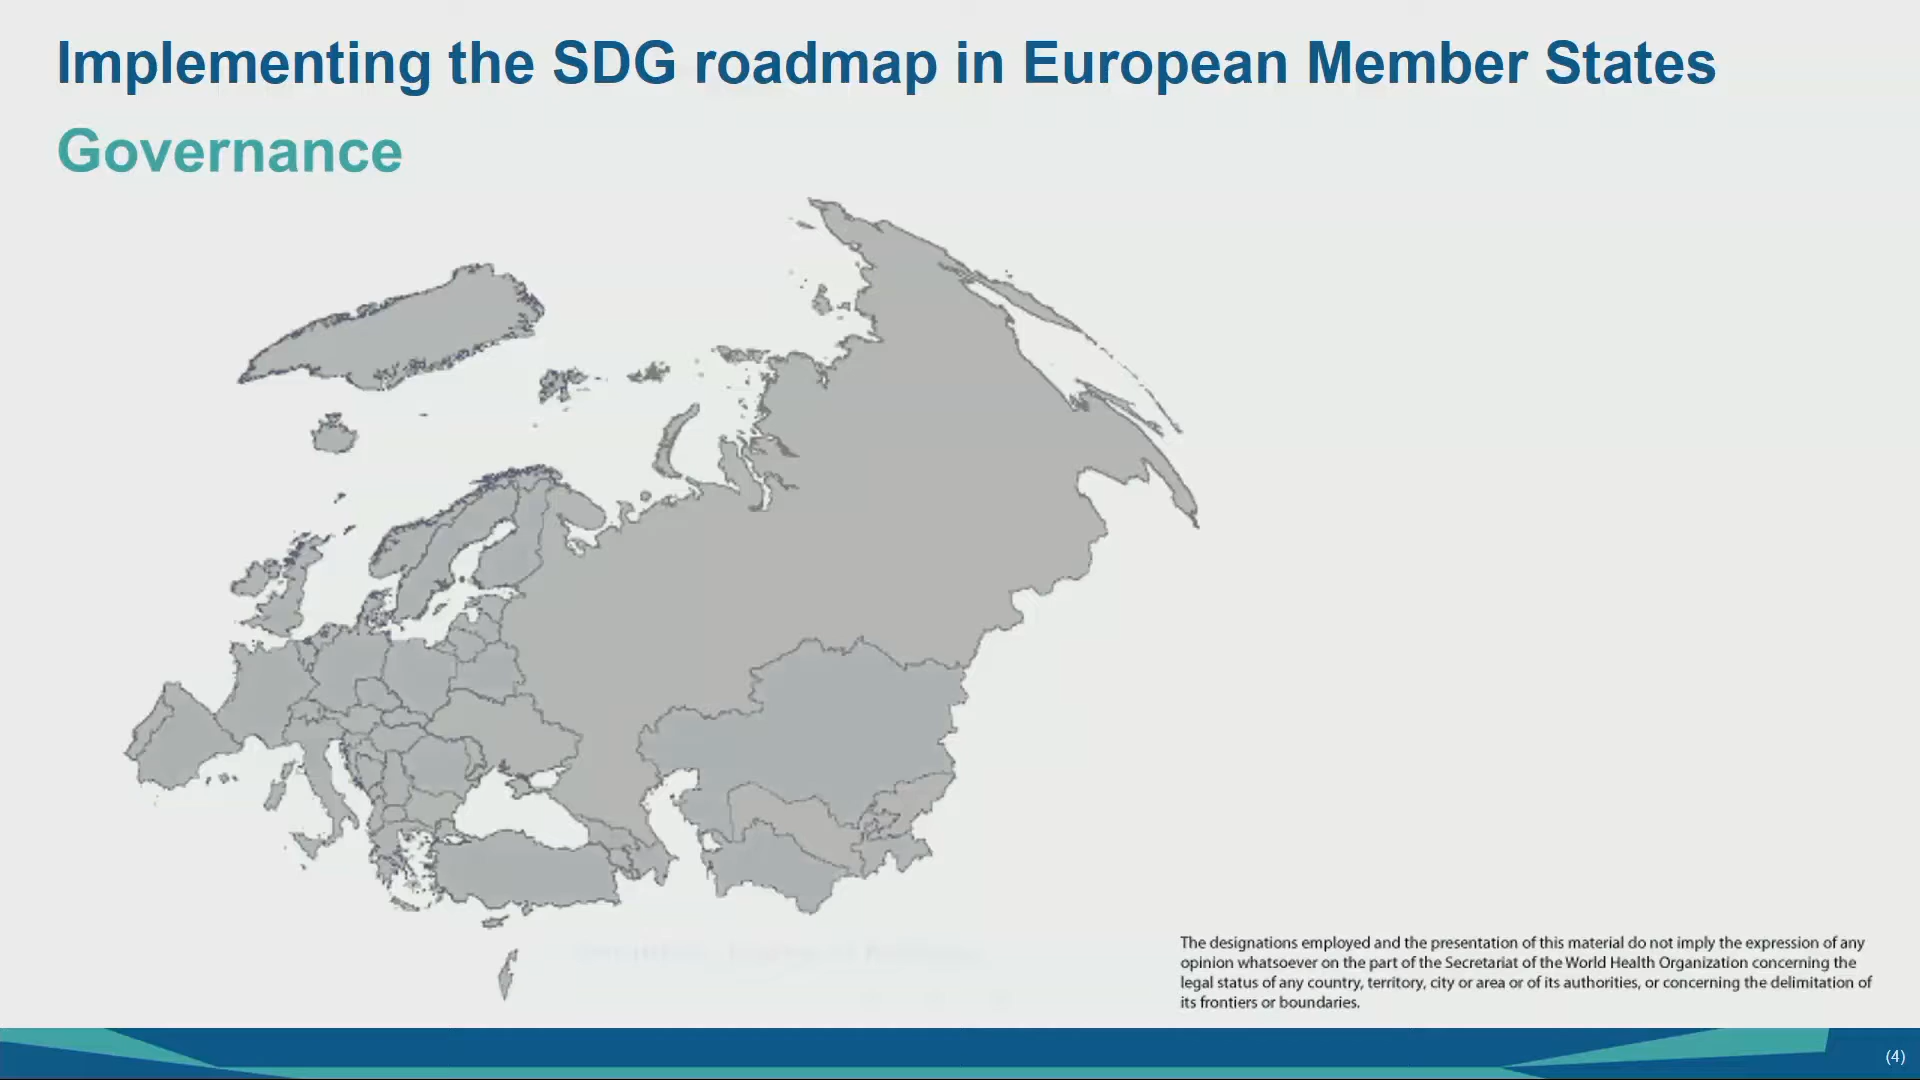 Implementing the SDG roadmap in European Member States
Governance
The designations employed and the presentation of this material do not imply the expression of any
opinion whatsoever on the part of the Secretariat of the World Health Organization concerning the
legal status of any country, territory, city or area or of its authorities, or concerning the delimitation of
its frontiers or boundaries.
(4)